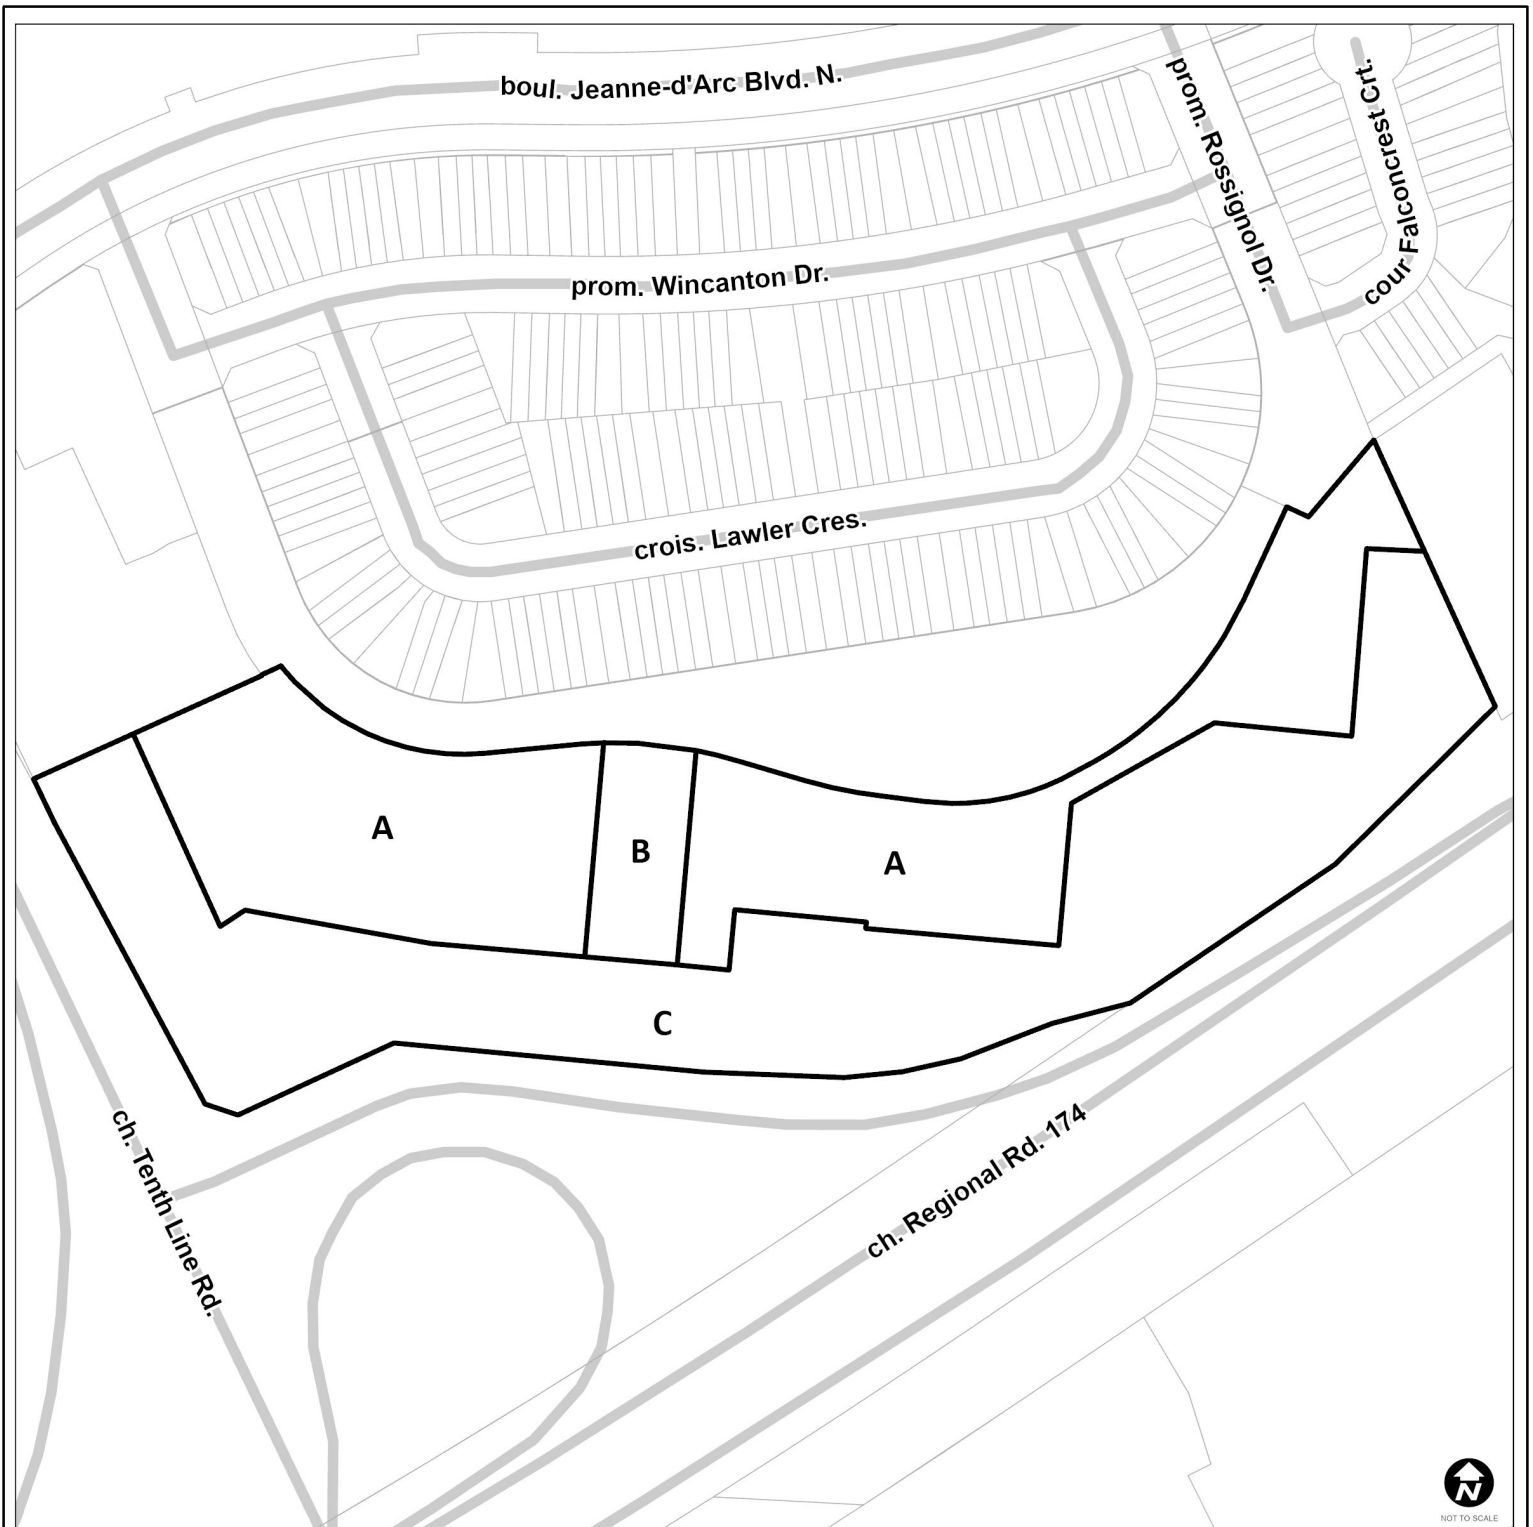 boul. Jeanne-d'Arc Blvd. N.
prom. Rossignol Dr.
cour Falconcrest Crt.
prom. Wincanton Dr.
crois. Lawler Cres.
A
B
A
C
ch. Tenth Line Rd.
ch. Regional Rd. 174
N
NOT TO SCALE